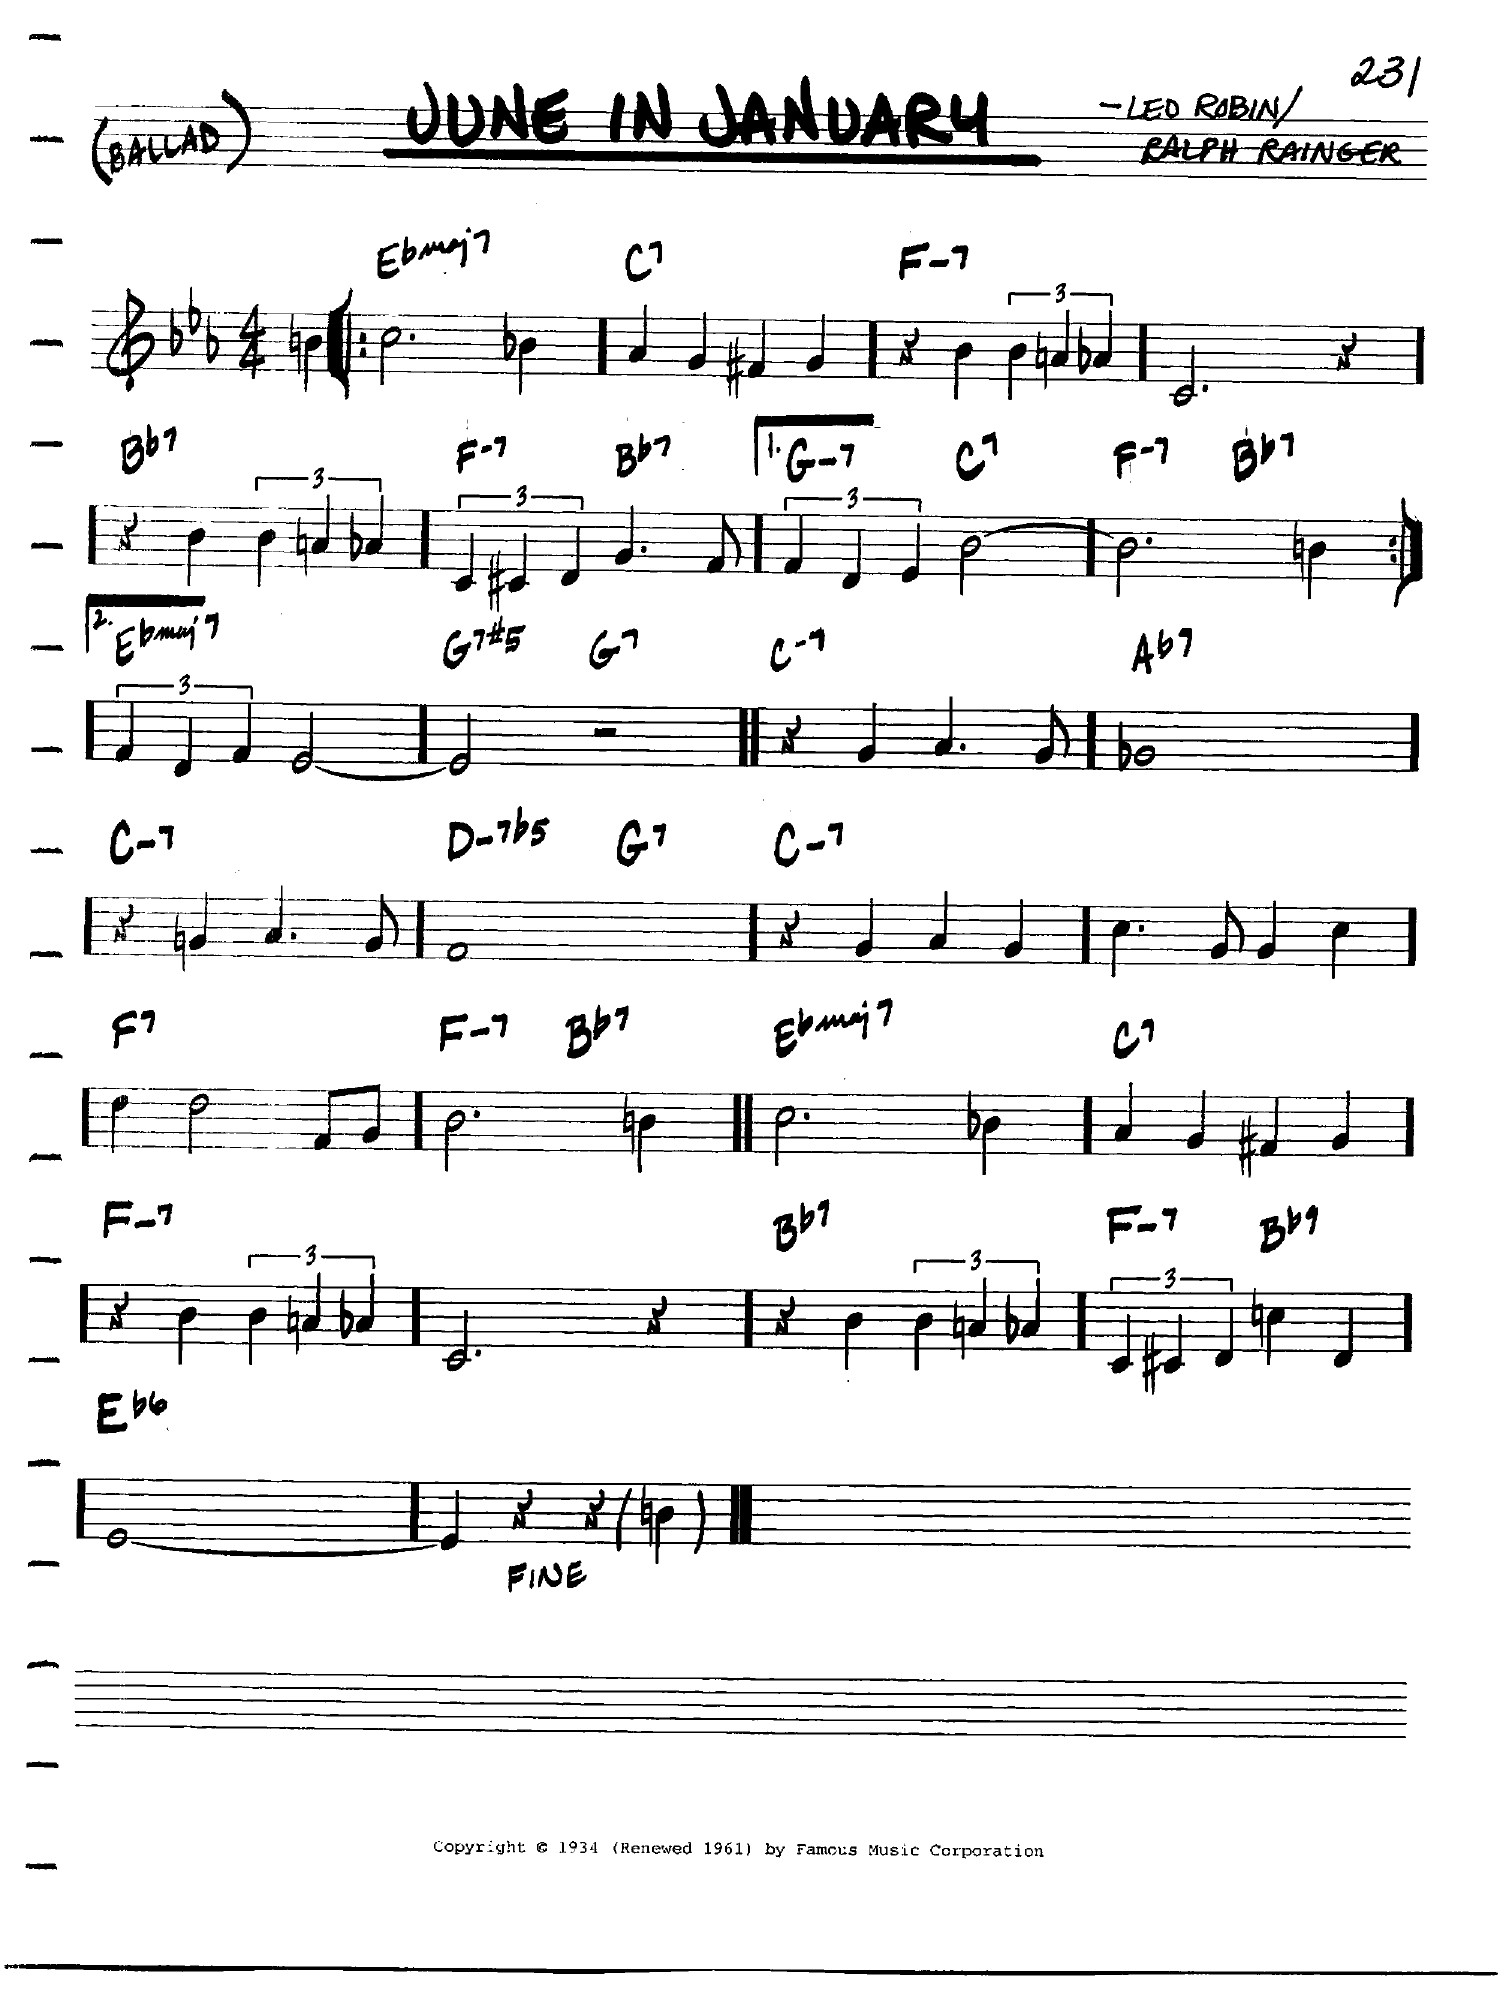 231
(BALLAD) JUNE IN JANUARY -LEO ROBIN/
RALPH RAINGER
Ebmaj7 C7 F-7
4/4 3
Bb7 F-7 Bb7 1. G-7 C7 F-7 Bb7
3 3 3
2. Ebmaj7 G7#5 G7 C-7 Ab7
3
C-7 D-7b5 G7 C-7
F7 F-7 Bb7 Ebmaj7 C7
F-7 Bb7 F-7 Bb9
3 3 3
Eb6
FINE
Copyright © 1934 (Renewed 1961) by Famous Music Corporation